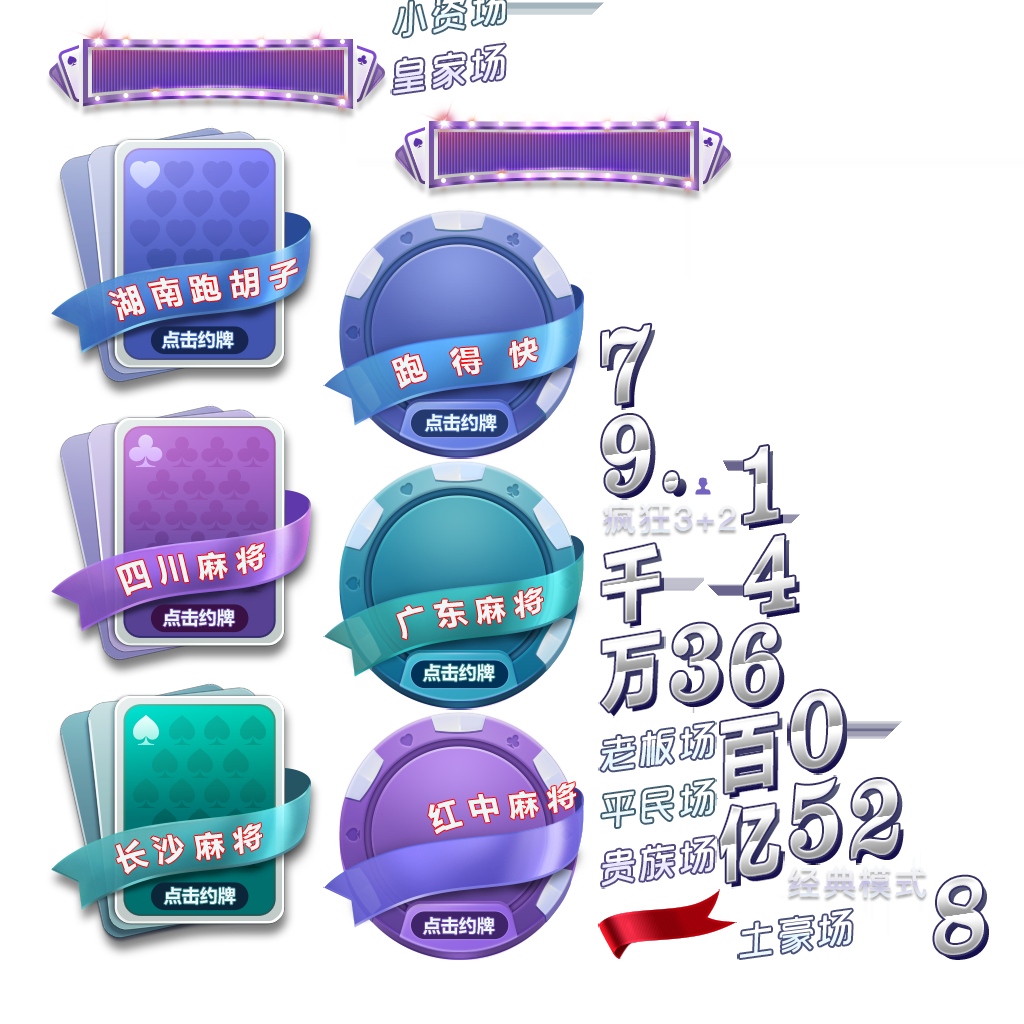 小资场
皇家场
湖南跑胡子
点击约牌
跑得快
点击约牌
四川麻将
点击约牌
广东麻将
点击约牌
长沙麻将
点击约牌
红中麻将
点击约牌
7
9.
1
疯狂3+2
千
4
万36
老板场
百0
平民场
亿52
贵族场
经典模式
土豪场
8